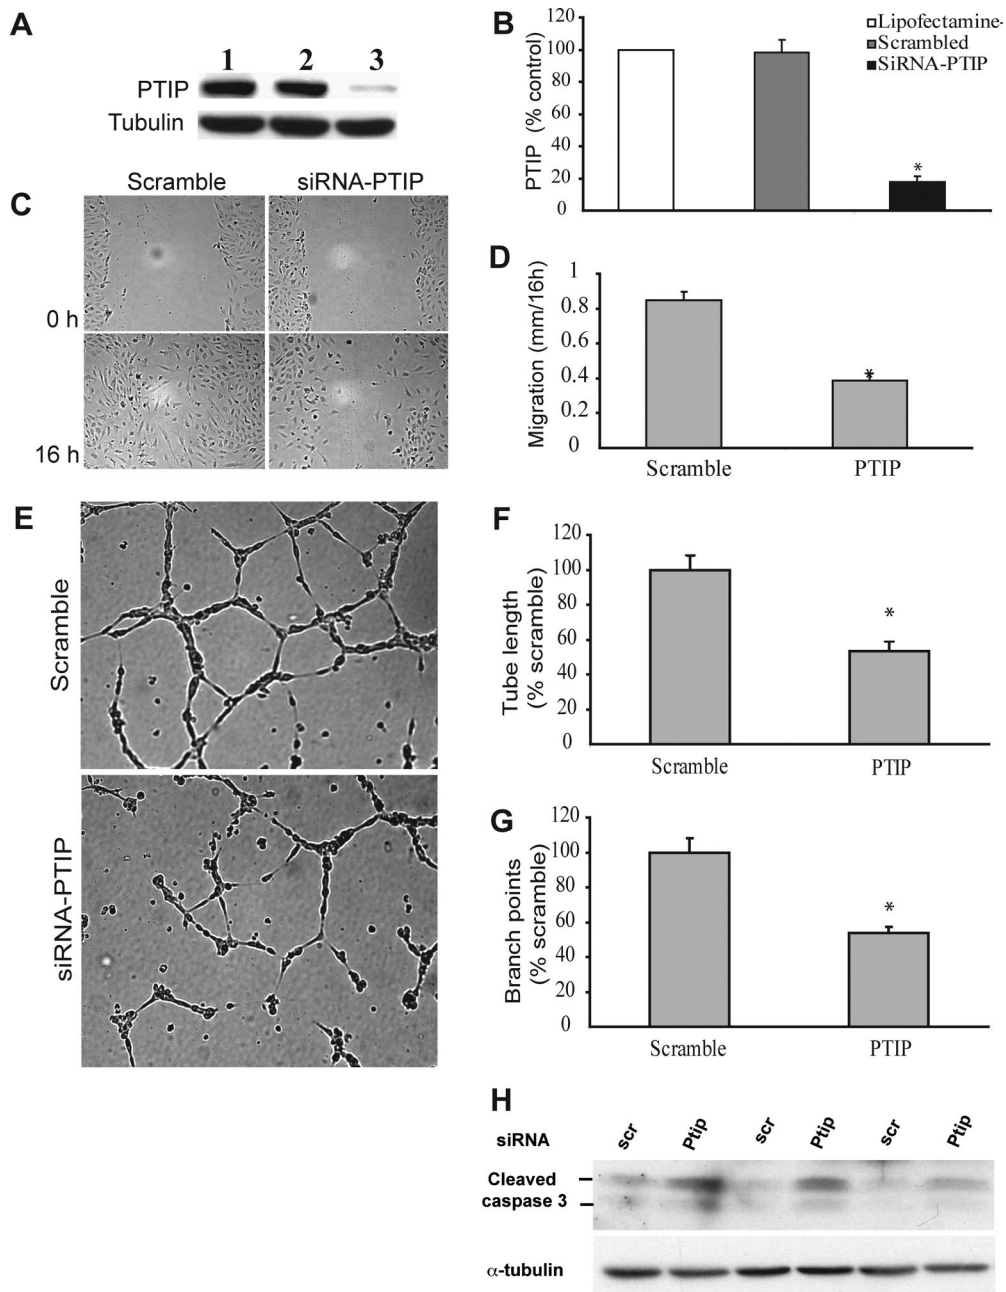 A
1 2 3
PTIP
Tubulin
B
PTIP (% control)
120
100
80
60
40
20
0
Lipofectamine-
Scrambled
SiRNA-PTIP
*
C
Scramble siRNA-PTIP
0 h
16 h
D
Migration (mm/16h)
1
0.8
0.6
0.4
0.2
0
*
Scramble PTIP
E
Scramble
siRNA-PTIP
F
Tube length
(% scramble)
120
100
80
60
40
20
0
*
Scramble PTIP
G
Branch points
(% scramble)
120
100
80
60
40
20
0
*
Scramble PTIP
H
siRNA scr Ptip scr Ptip scr Ptip
Cleaved
caspase 3
α-tubulin